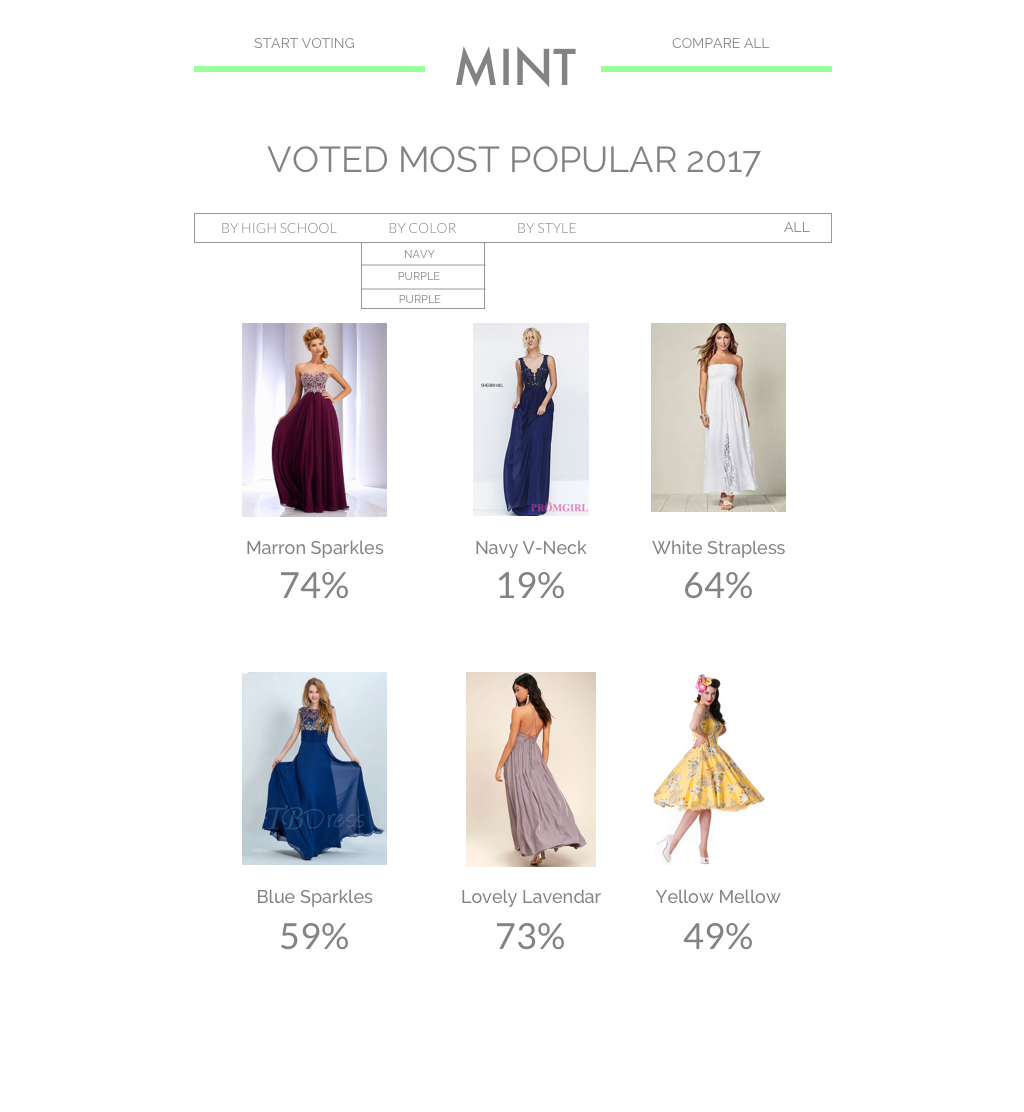 START VOTING
COMPARE ALL
MINT
VOTED MOST POPULAR 2017
BY HIGH SCHOOL
BY COLOR
BY STYLE
ALL
NAVY
PURPLE
PURPLE
SHERRI HILL
PROMGIRL
Marron Sparkles
Navy V-Neck
White Strapless
74%
19%
64%
TBDress
Blue Sparkles
Lovely Lavendar
Yellow Mellow
59%
73%
49%